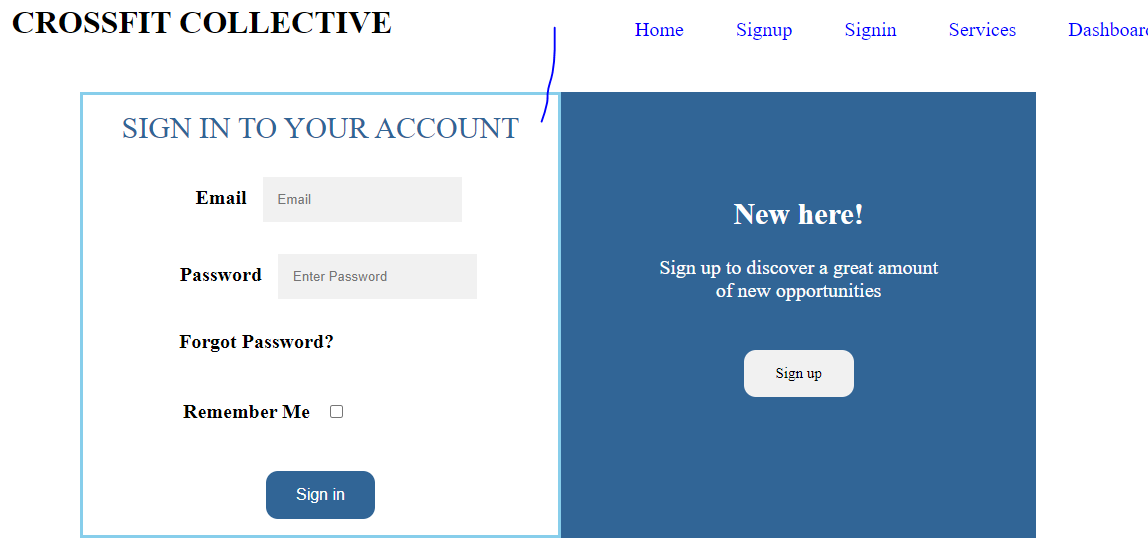 CROSSFIT COLLECTIVE
Home Signup Signin Services Dashboar
SIGN IN TO YOUR ACCOUNT
Email Email
Password Enter Password
Forgot Password?
Remember Me
Sign in
New here!
Sign up to discover a great amount
of new opportunities
Sign up